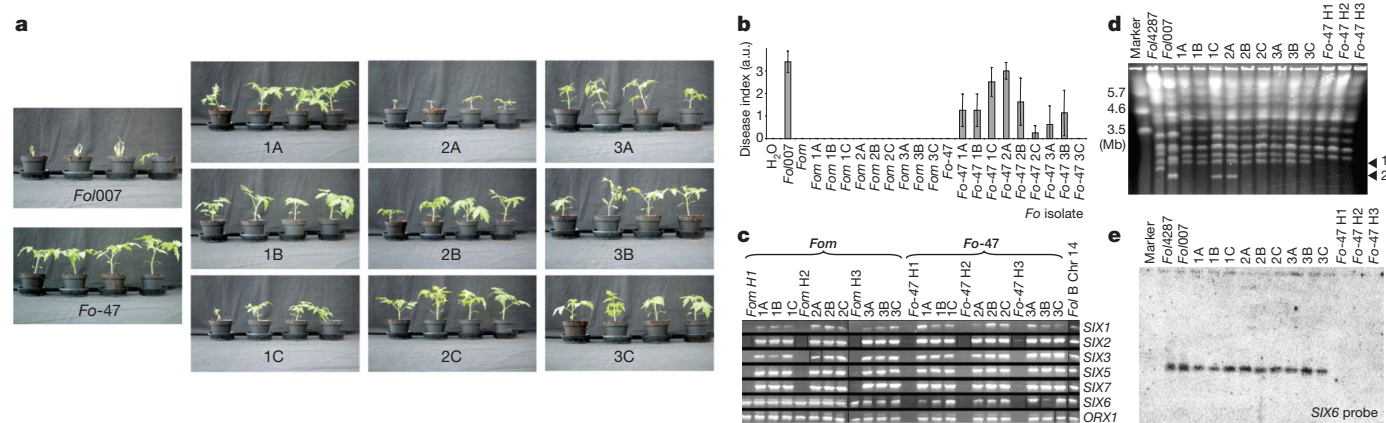 a
Fol007
Fo-47
1A
2A
3A
1B
2B
3B
1C
2C
3C
b
Disease index (a.u.)
3
2
1
0
H2O
Fol007
Fom
Fom 1A
Fom 1B
Fom 1C
Fom 2A
Fom 2B
Fom 2C
Fom 3A
Fom 3B
Fom 3C
Fo-47
Fo-47 1A
Fo-47 1B
Fo-47 1C
Fo-47 2A
Fo-47 2B
Fo-47 2C
Fo-47 3A
Fo-47 3B
Fo-47 3C
Fo isolate
c
Fom
Fo-47
Fom H1
1A
1B
1C
Fom H2
2A
2B
2C
Fom H3
3A
3B
3C
Fo-47 H1
1A
1B
1C
Fo-47 H2
2A
2B
2C
Fo-47 H3
3A
3B
3C
Fol B Chr 14
SIX1
SIX2
SIX3
SIX5
SIX7
SIX6
ORX1
d
Marker
Fol4287
Fol007
1A
1B
1C
2A
2B
2C
3A
3B
3C
Fo-47 H1
Fo-47 H2
Fo-47 H3
5.7
4.6
3.5
(Mb)
1
2
e
Marker
Fol4287
Fol007
1A
1B
1C
2A
2B
2C
3A
3B
3C
Fo-47 H1
Fo-47 H2
Fo-47 H3
SIX6 probe